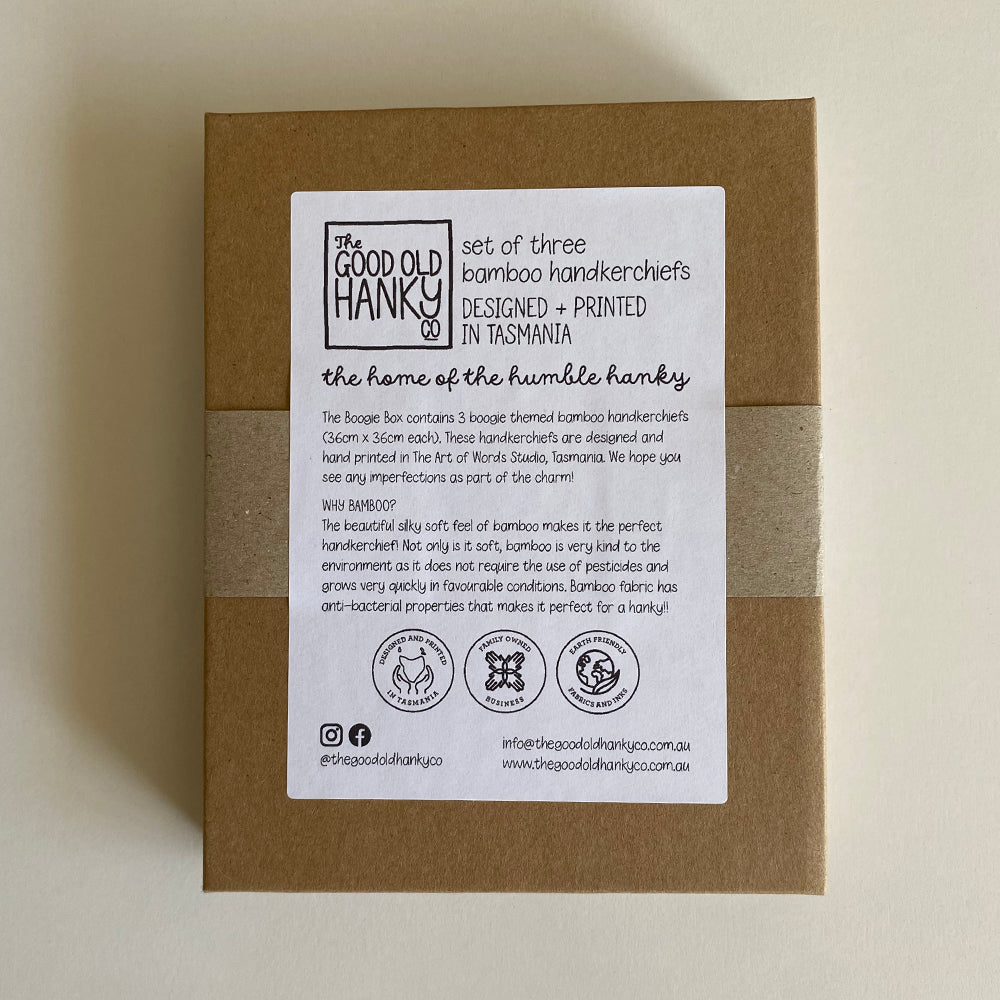 The
GOOD OLD
HANKY
CO
set of three
bamboo handkerchiefs
DESIGNED + PRINTED
IN TASMANIA
the home of the humble hanky
The Boogie Box contains 3 boogie themed bamboo handkerchiefs
(36cm x 36cm each). These handkerchiefs are designed and
hand printed in The Art of Words Studio, Tasmania. We hope you
see any imperfections as part of the charm!
WHY BAMBOO?
The beautiful silky soft feel of bamboo makes it the perfect
handkerchief! Not only is it soft, bamboo is very kind to the
environment as it does not require the use of pesticides and
grows very quickly in favourable conditions. Bamboo fabric has
anti-bacterial properties that makes it perfect for a hanky!!
DESIGNED AND PRINTED
IN TASMANIA
FAMILY OWNED
BUSINESS
EARTH FRIENDLY
FABRICS AND INKS
@thegoodoldhankyco
info@thegoodoldhankyco.com.au
www.thegoodoldhankyco.com.au